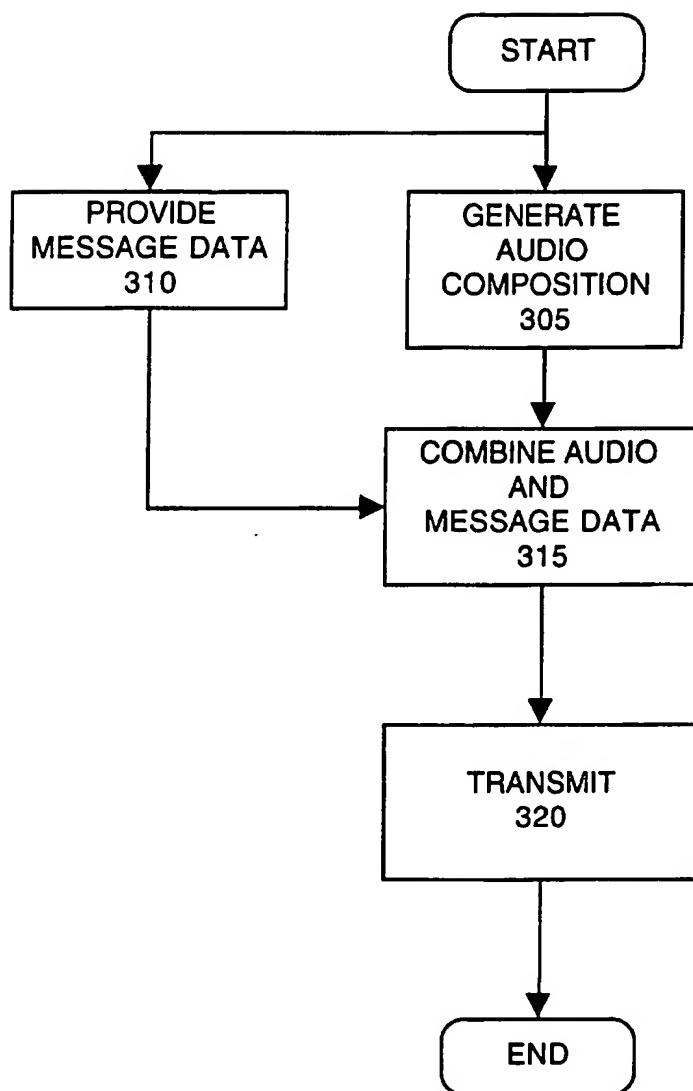 START
PROVIDE
MESSAGE DATA
310
GENERATE
AUDIO
COMPOSITION
305
COMBINE AUDIO
AND
MESSAGE DATA
315
TRANSMIT
320
END